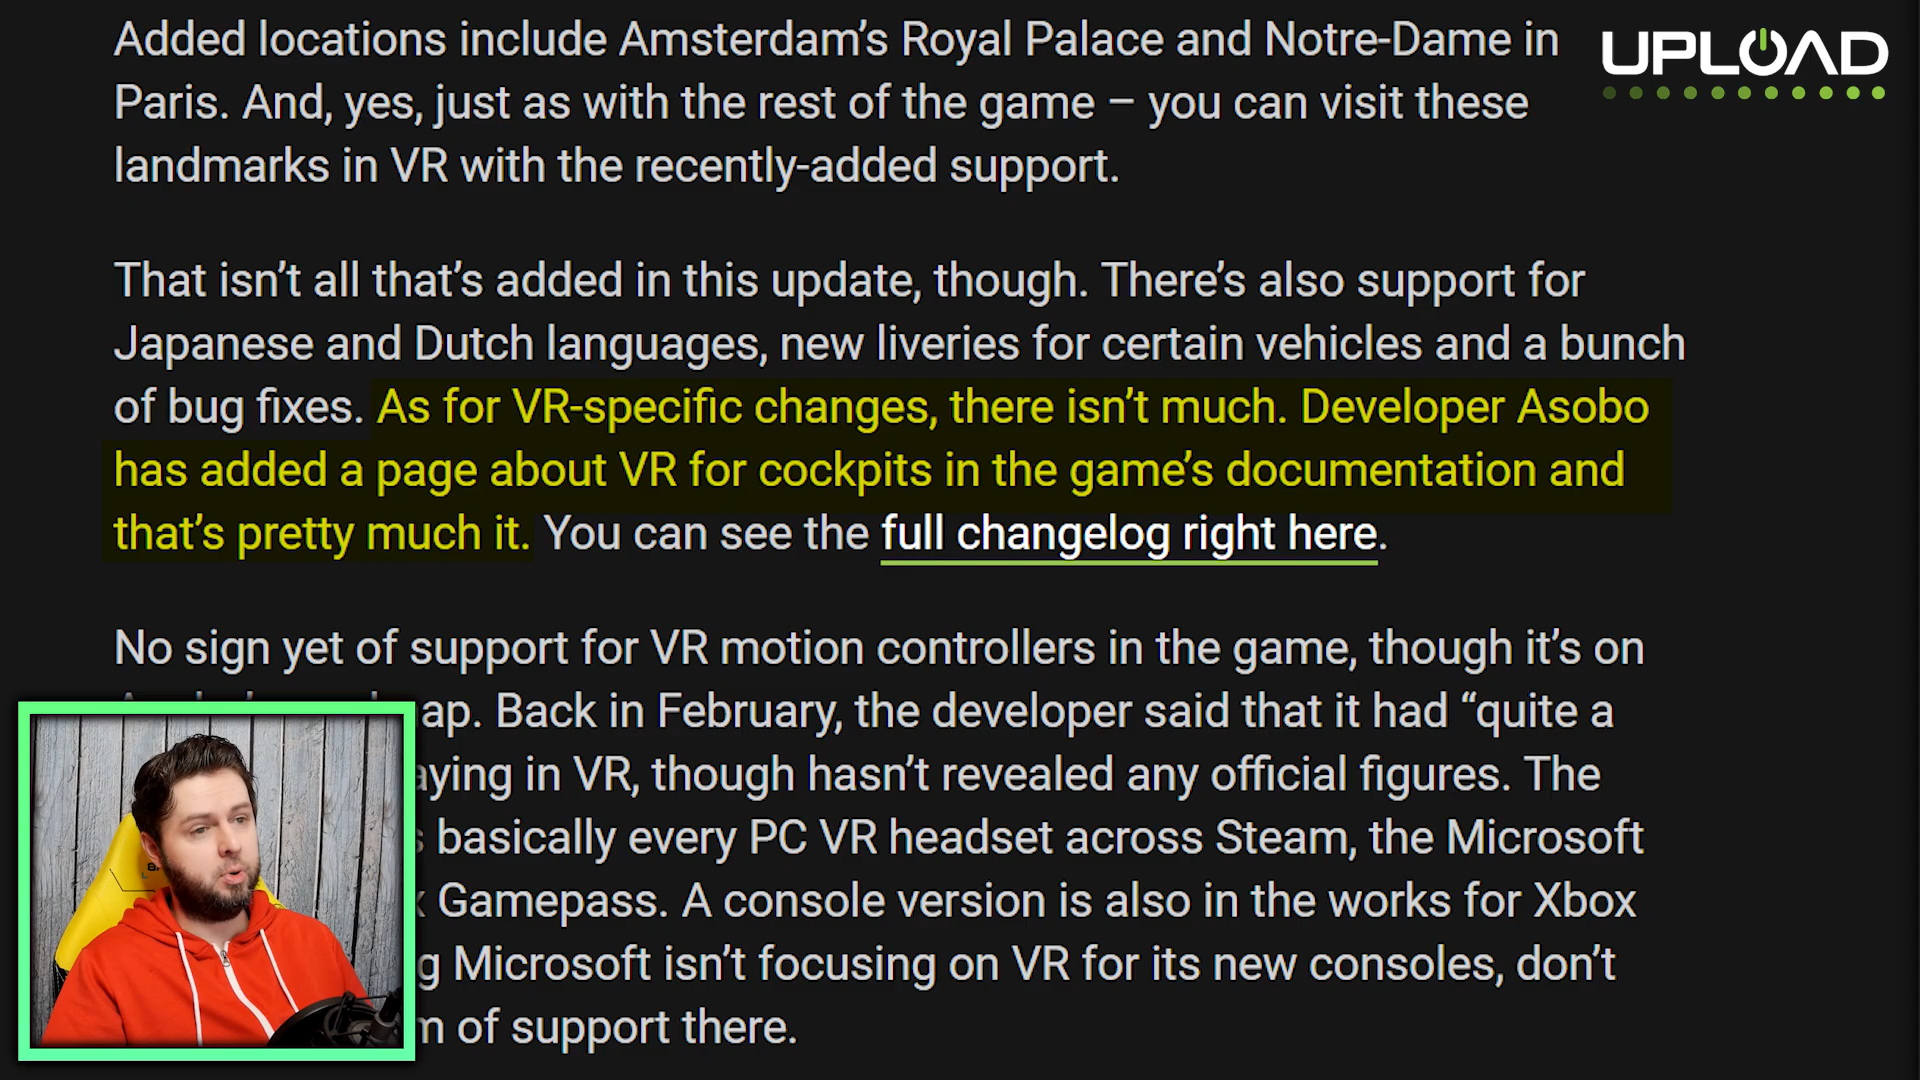 Added locations include Amsterdam’s Royal Palace and Notre-Dame in
UPLOAD
Paris. And, yes, just as with the rest of the game – you can visit these
landmarks in VR with the recently-added support.
That isn’t all that’s added in this update, though. There’s also support for
Japanese and Dutch languages, new liveries for certain vehicles and a bunch
of bug fixes. As for VR-specific changes, there isn’t much. Developer Asobo
has added a page about VR for cockpits in the game’s documentation and
that’s pretty much it. You can see the full changelog right here.
No sign yet of support for VR motion controllers in the game, though it’s on
ap. Back in February, the developer said that it had “quite a
aying in VR, though hasn’t revealed any official figures. The
s basically every PC VR headset across Steam, the Microsoft
x Gamepass. A console version is also in the works for Xbox
g Microsoft isn’t focusing on VR for its new consoles, don’t
m of support there.